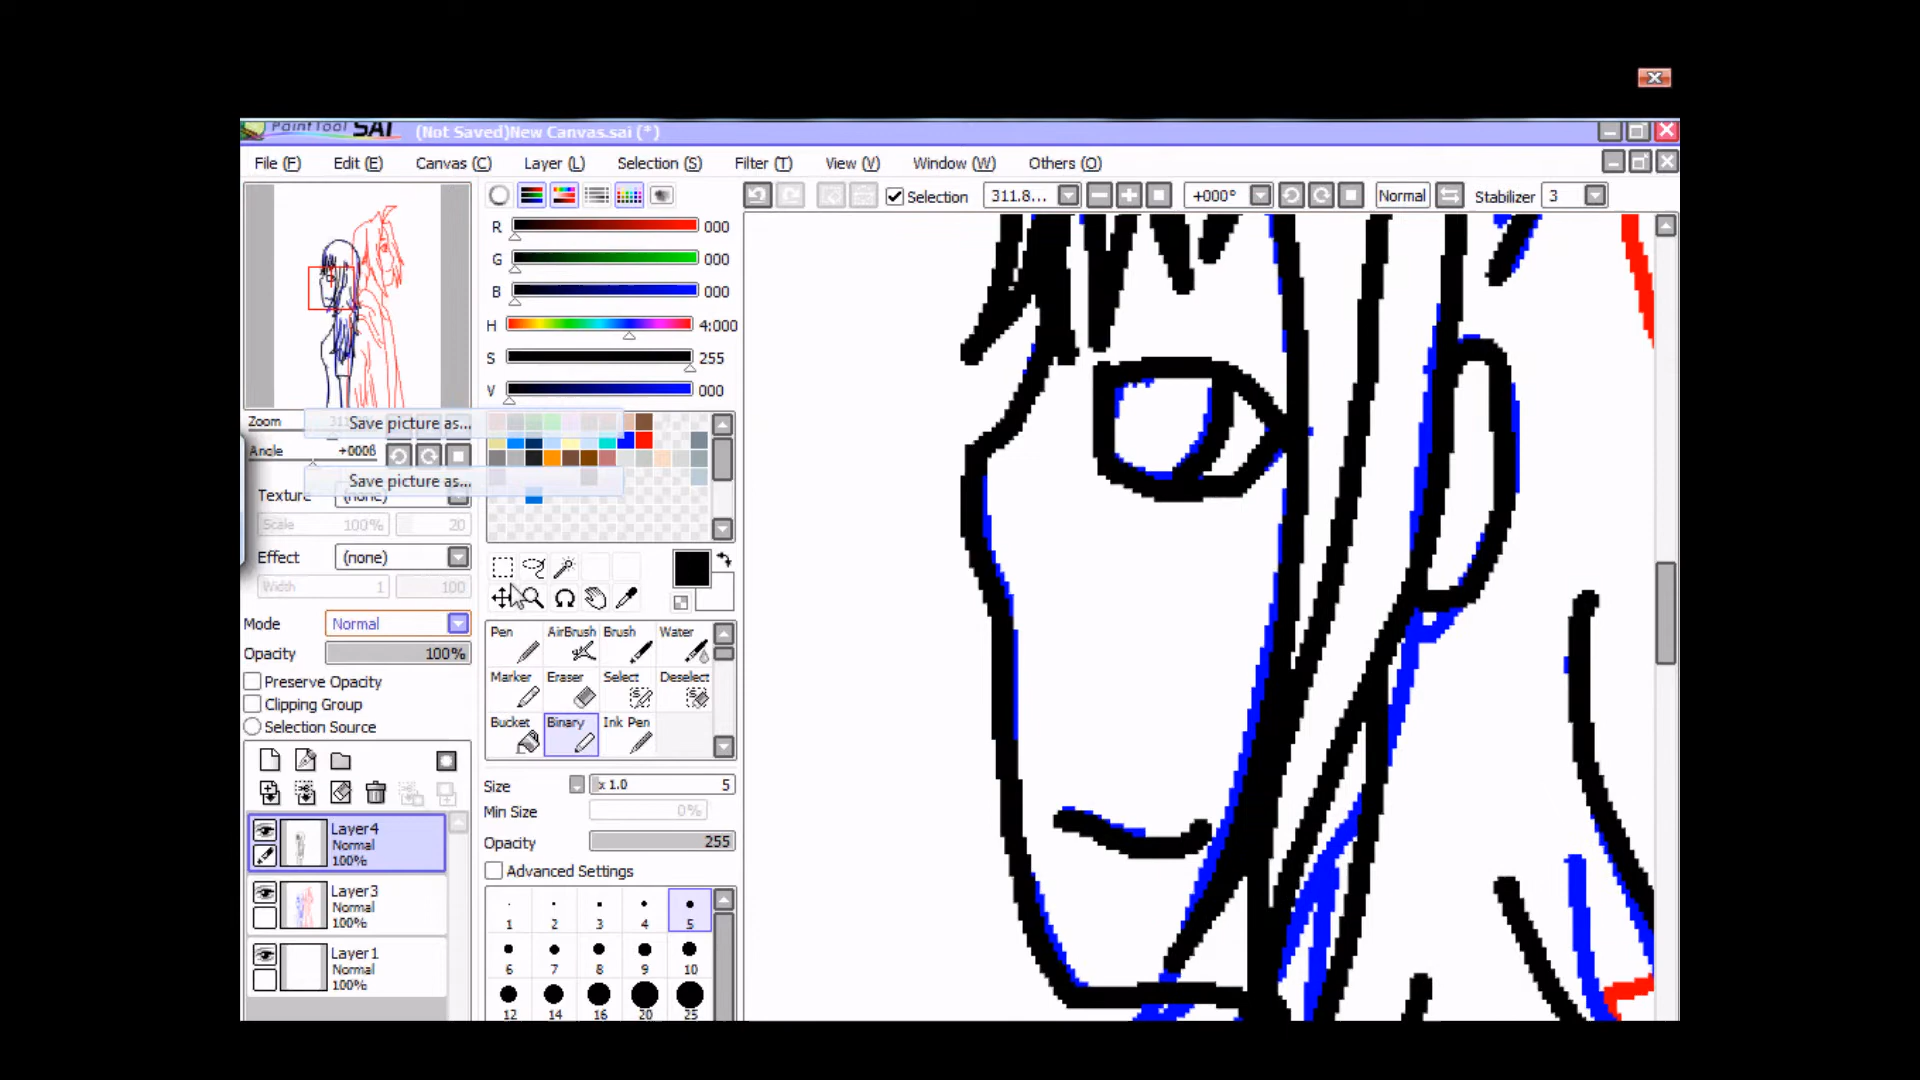 PaintTool SAI (Not Saved)New Canvas.sai (*)
File (F) Edit (E) Canvas (C) Layer (L) Selection (S) Filter (T) View (V) Window (W) Others (O)
Selection 311.8... +000° Normal Stabilizer 3
R 000
G 000
B 000
H 4:000
S 255
V 000
Zoom
Save picture as...
Angle +000ß
Save picture as...
Texture (none)
Scale 100% 20
Effect (none)
Width 1 100
Mode Normal
Opacity 100%
Preserve Opacity
Clipping Group
Selection Source
Layer4
Normal
100%
Layer3
Normal
100%
Layer1
Normal
100%
Pen AirBrush Brush Water
Marker Eraser Select Deselect
Bucket Binary Ink Pen
Size x 1.0 5
Min Size 0%
Opacity 255
Advanced Settings
1 2 3 4 5
6 7 8 9 10
12 14 16 20 25